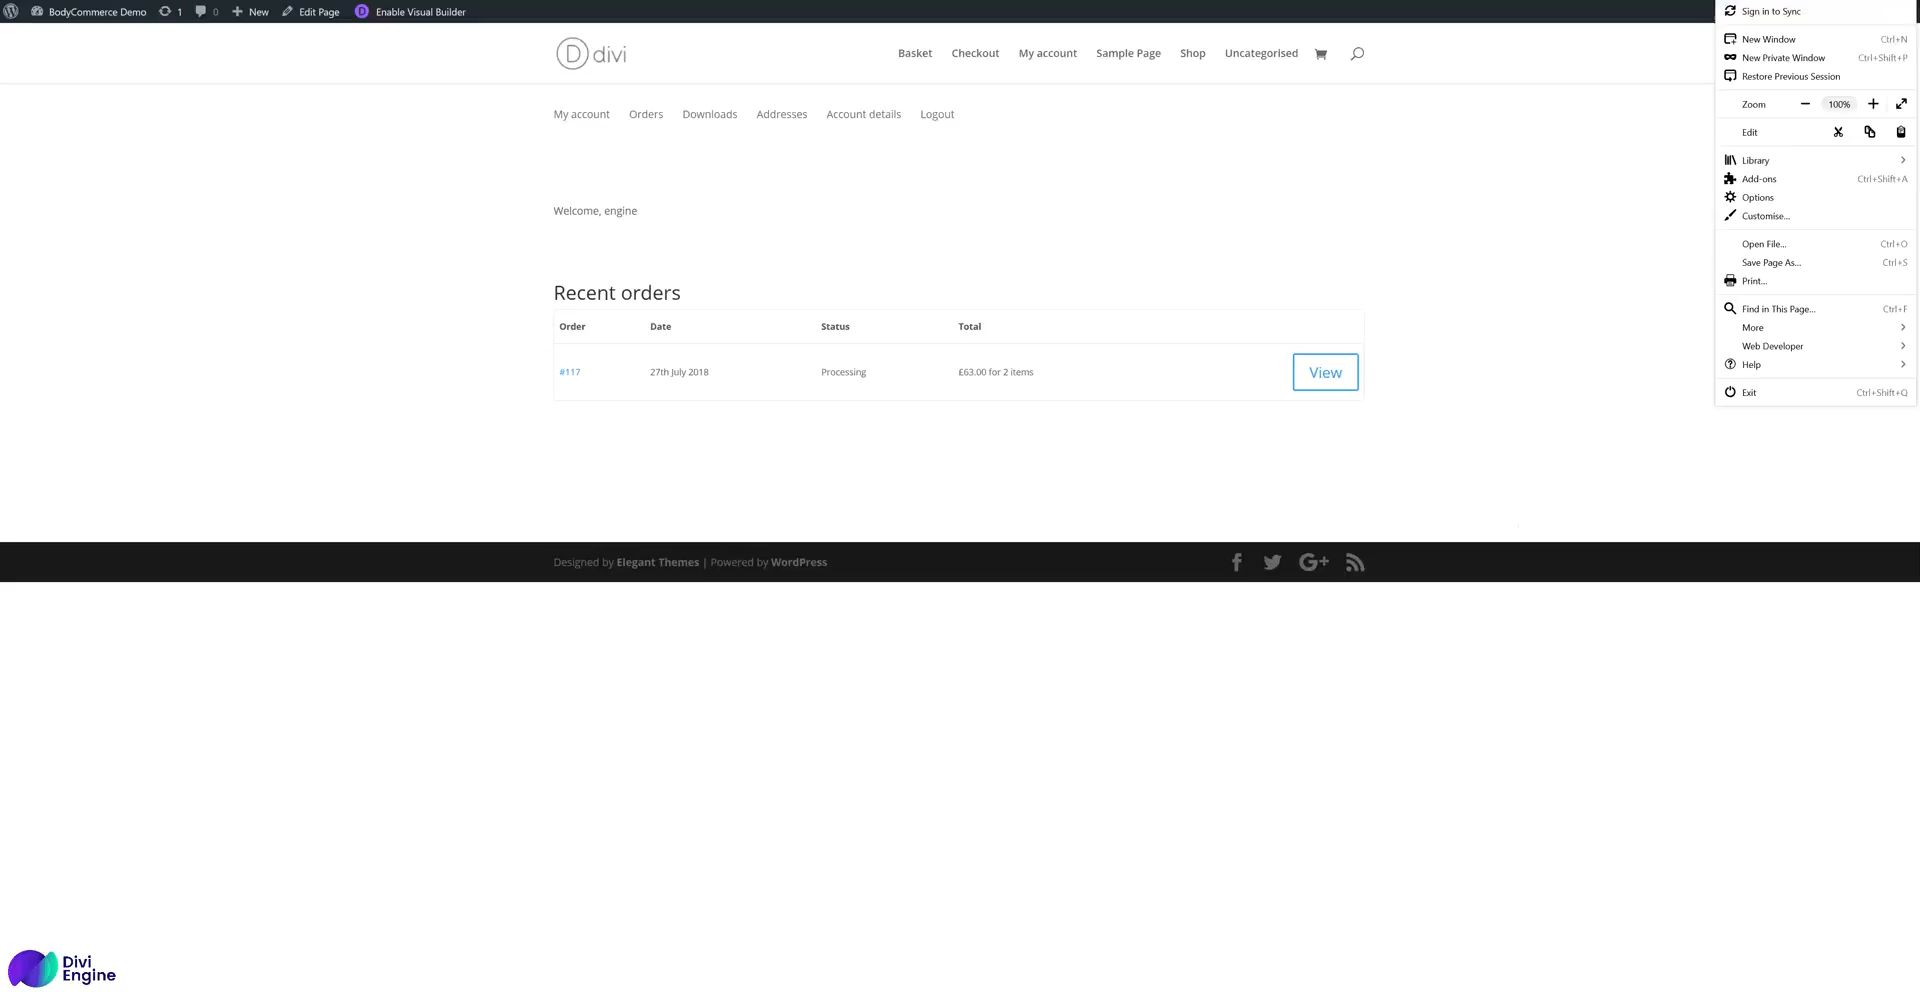 BodyCommerce Demo 1 0 New Edit Page Enable Visual Builder
divi
Basket Checkout My account Sample Page Shop Uncategorised
My account Orders Downloads Addresses Account details Logout
Welcome, engine
Recent orders
Order Date Status Total
#117 27th July 2018 Processing £63.00 for 2 items View
Designed by Elegant Themes | Powered by WordPress
Sign in to Sync
New Window Ctrl+N
New Private Window Ctrl+Shift+P
Restore Previous Session
Zoom 100%
Edit
Library
Add-ons Ctrl+Shift+A
Options
Customise...
Open File... Ctrl+O
Save Page As... Ctrl+S
Print...
Find in This Page... Ctrl+F
More
Web Developer
Help
Exit Ctrl+Shift+Q
Divi
Engine